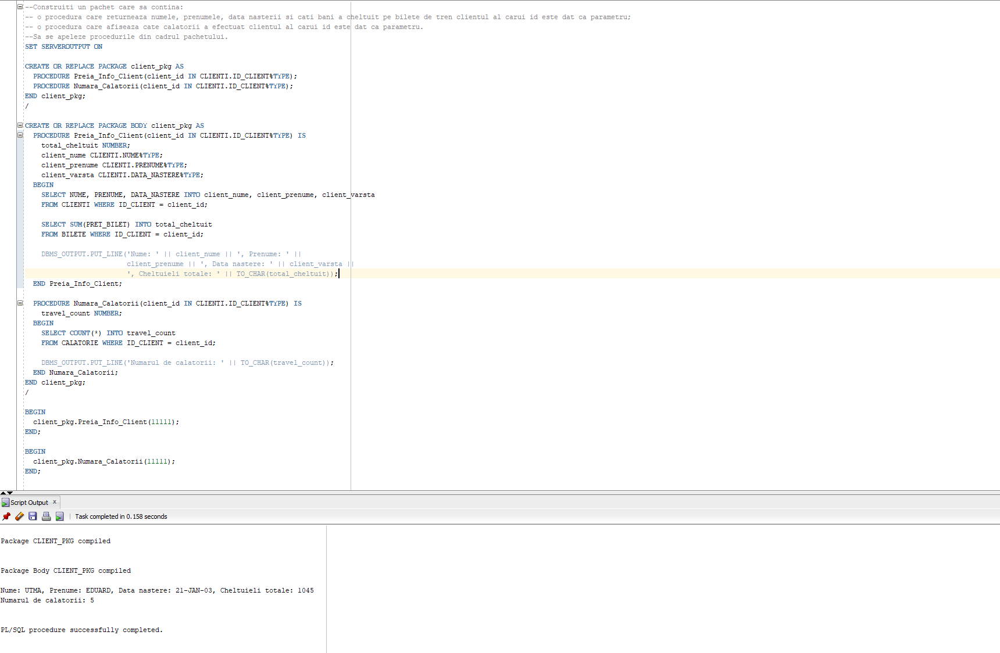 --Construiti un pachet care sa contina:
-- o procedura care returneaza numele, prenumele, data nasterii si cati bani a cheltuit pe bilete de tren clientul al carui id este dat ca parametru;
-- o procedura care afiseaza cate calatorii a efectuat clientul al carui id este dat ca parametru.
--Sa se apeleze procedurile din cadrul pachetului.
SET SERVEROUTPUT ON
CREATE OR REPLACE PACKAGE client_pkg AS
  PROCEDURE Preia_Info_Client(client_id IN CLIENTI.ID_CLIENT%TYPE);
  PROCEDURE Numara_Calatorii(client_id IN CLIENTI.ID_CLIENT%TYPE);
END client_pkg;
/
CREATE OR REPLACE PACKAGE BODY client_pkg AS
  PROCEDURE Preia_Info_Client(client_id IN CLIENTI.ID_CLIENT%TYPE) IS
    total_cheltuit NUMBER;
    client_nume CLIENTI.NUME%TYPE;
    client_prenume CLIENTI.PRENUME%TYPE;
    client_varsta CLIENTI.DATA_NASTERE%TYPE;
  BEGIN
    SELECT NUME, PRENUME, DATA_NASTERE INTO client_nume, client_prenume, client_varsta
    FROM CLIENTI WHERE ID_CLIENT = client_id;
    SELECT SUM(PRET_BILET) INTO total_cheltuit
    FROM BILETE WHERE ID_CLIENT = client_id;
    DBMS_OUTPUT.PUT_LINE('Nume: ' || client_nume || ', Prenume: ' ||
                         client_prenume || ', Data nastere: ' || client_varsta ||
                         ', Cheltuieli totale: ' || TO_CHAR(total_cheltuit));
  END Preia_Info_Client;
  PROCEDURE Numara_Calatorii(client_id IN CLIENTI.ID_CLIENT%TYPE) IS
    travel_count NUMBER;
  BEGIN
    SELECT COUNT(*) INTO travel_count
    FROM CALATORIE WHERE ID_CLIENT = client_id;
    DBMS_OUTPUT.PUT_LINE('Numarul de calatorii: ' || TO_CHAR(travel_count));
  END Numara_Calatorii;
END client_pkg;
/
BEGIN
  client_pkg.Preia_Info_Client(11111);
END;
BEGIN
  client_pkg.Numara_Calatorii(11111);
END;
Script Output x
Task completed in 0.158 seconds
Package CLIENT_PKG compiled
Package Body CLIENT_PKG compiled
Nume: UTMA, Prenume: EDUARD, Data nastere: 21-JAN-03, Cheltuieli totale: 1045
Numarul de calatorii: 5
PL/SQL procedure successfully completed.